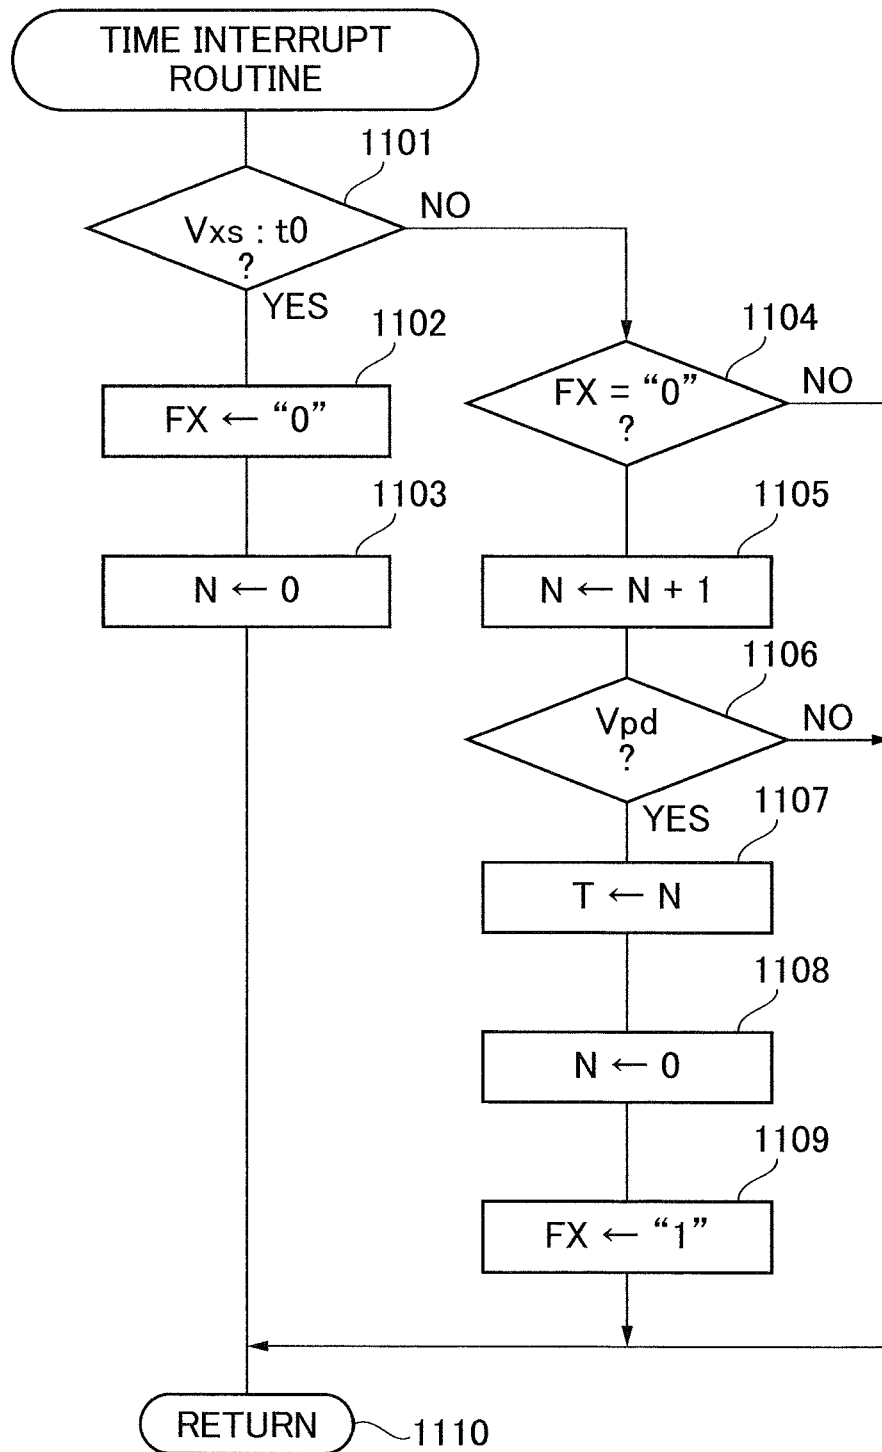 TIME INTERRUPT
ROUTINE
1101
Vxs : t0
?
NO
YES
1102
FX ← “0”
1103
N ← 0
1104
FX = “0”
?
NO
1105
N ← N + 1
1106
Vpd
?
NO
YES
1107
T ← N
1108
N ← 0
1109
FX ← “1”
RETURN
1110